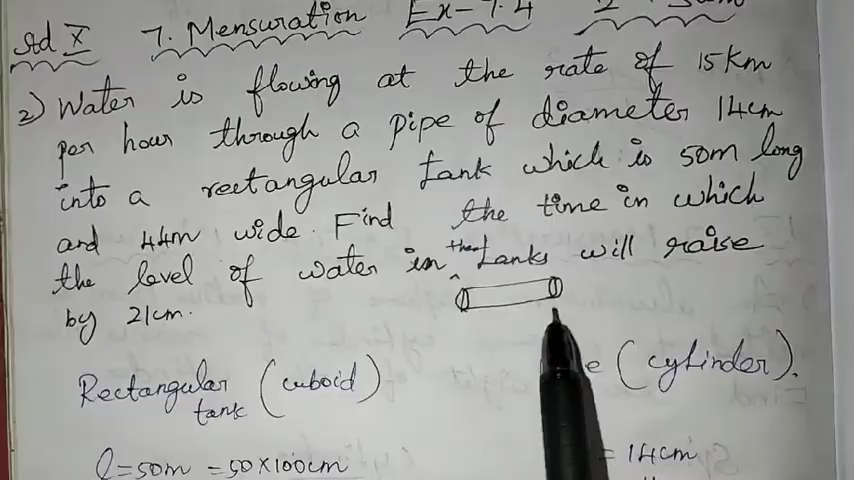 Std X 7. Mensuration Ex-7.4
2) Water is flowing at the rate of 15 Km
per hour through a pipe of diameter 14cm
into a rectangular tank which is 50m long
and 44m wide. Find the time in which
the level of water in the tanks will raise
by 21cm.
Rectangular tank (cuboid) (cylinder).
l=50m =50×100cm = 14cm